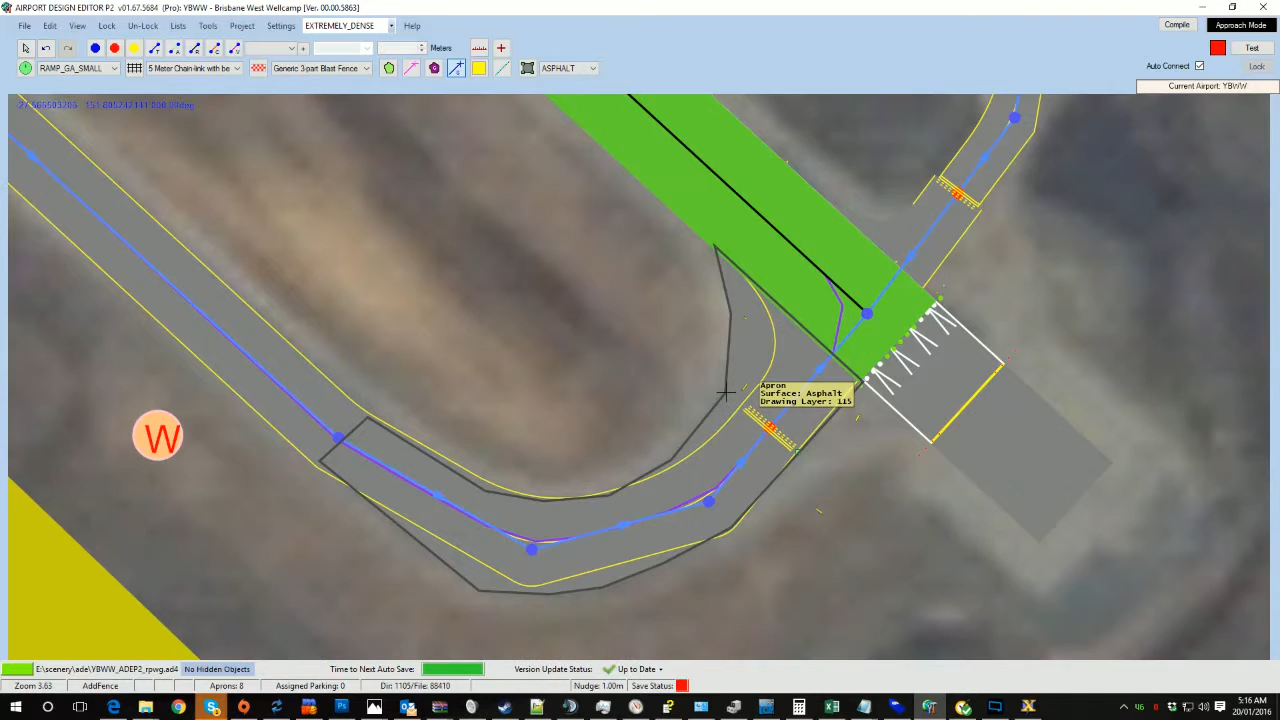 AIRPORT DESIGN EDITOR P2 v01.67.5684 (Pro): YBWW - Brisbane West Wellcamp [Ver. 00.00.5863]
File Edit View Lock Un-Lock Lists Tools Project Settings EXTREMELY_DENSE Help
Compile Approach Mode
Meters
Test
RAMP_GA_SMALL 5 Meter Chain-link with be Generic 3-part Blast Fence ASPHALT
Auto Connect Lock
Current Airport: YBWW
Apron
Surface: Asphalt
Drawing Layer: 115
W
E:\scenery\ade\YBWW_ADEP2_rpwg.ad4 No Hidden Objects Time to Next Auto Save: Version Update Status: Up to Date
Zoom 3.63 AddFence Aprons: 8 Assigned Parking: 0 Dir: 1105/File: 88410 Nudge: 1.00m Save Status:
5:16 AM
20/01/2016